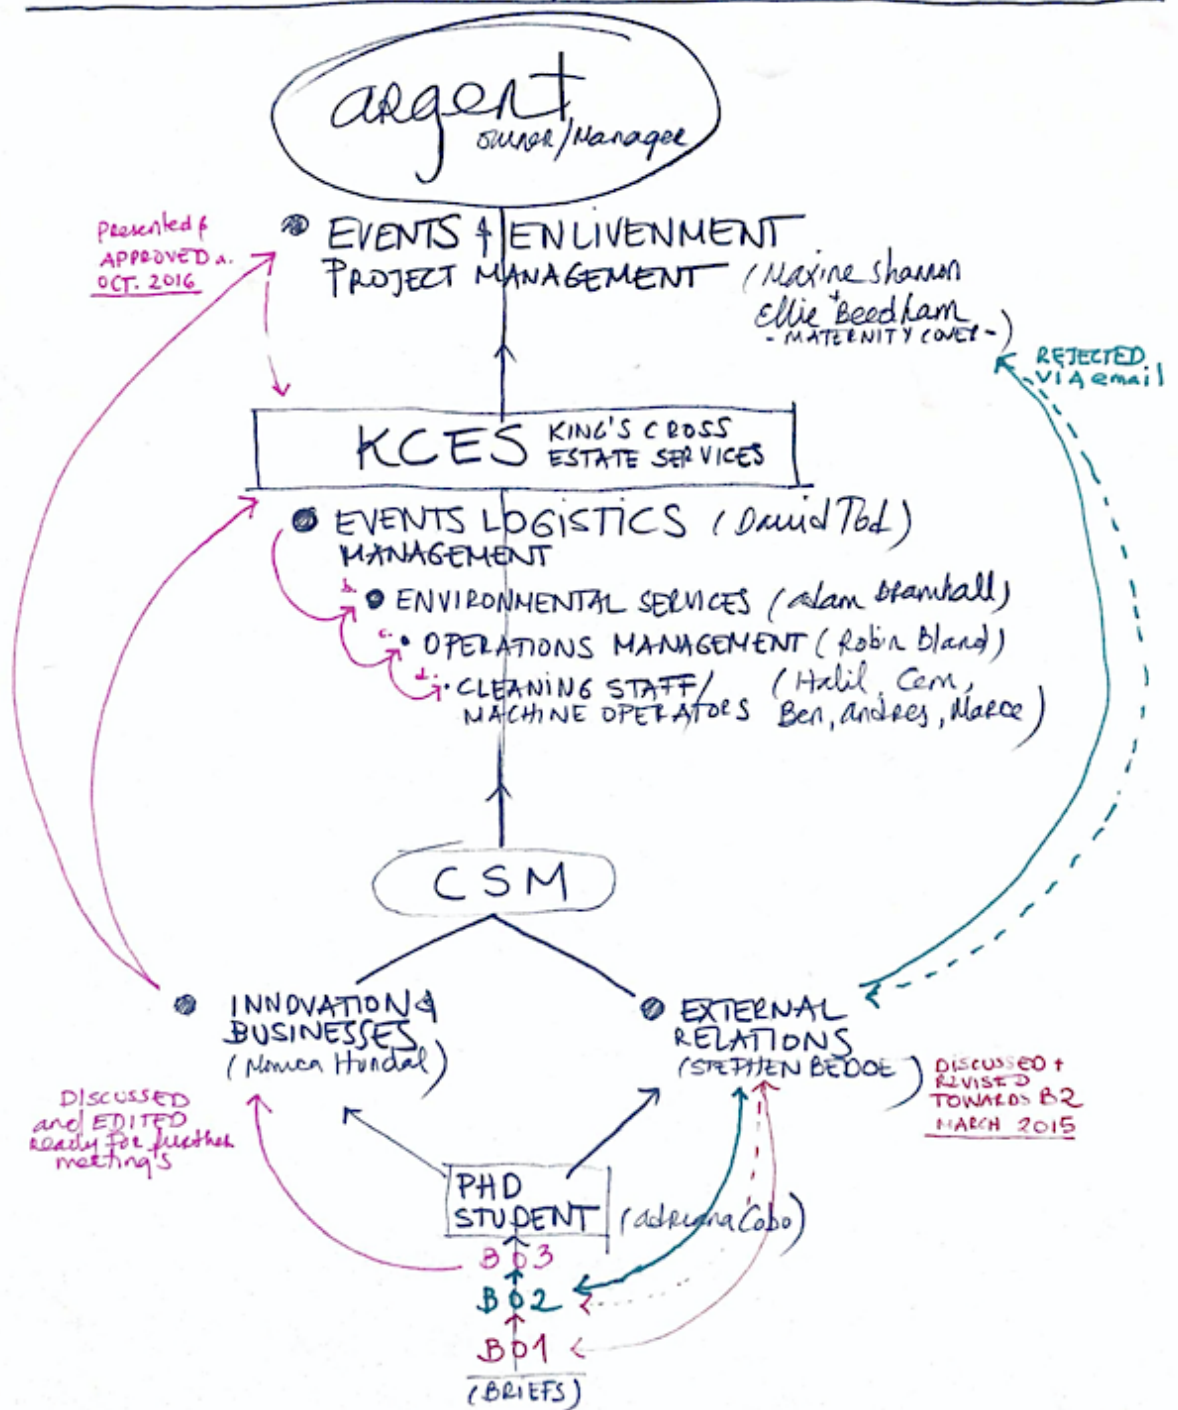 argent
owner/Manager
Presented &
APPROVED a.
OCT. 2016
EVENTS & ENLIVENMENT
PROJECT MANAGEMENT
(Maxine Shannon
+
Ellie Beedham
- MATERNITY COVER -)
REJECTED
VIA email
KCES KING'S CROSS
ESTATE SERVICES
EVENTS LOGISTICS (David Tod)
MANAGEMENT
b. ENVIRONMENTAL SERVICES (adam Bramhall)
c. OPERATIONS MANAGEMENT (Robin Bland)
d. CLEANING STAFF/ (Halil, Cem,
MACHINE OPERATORS Ben, andres, Marce)
CSM
INNOVATION &
BUSINESSES
(Monica Hundal)
EXTERNAL
RELATIONS
(STEPHEN BEDOE)
DISCUSSED +
REVISED
TOWARDS B2
MARCH 2015
DISCUSSED
and EDITED
Ready for further
meeting's
PHD
STUDENT (adriana Cobo)
B03
B02
B01
(BRIEFS)